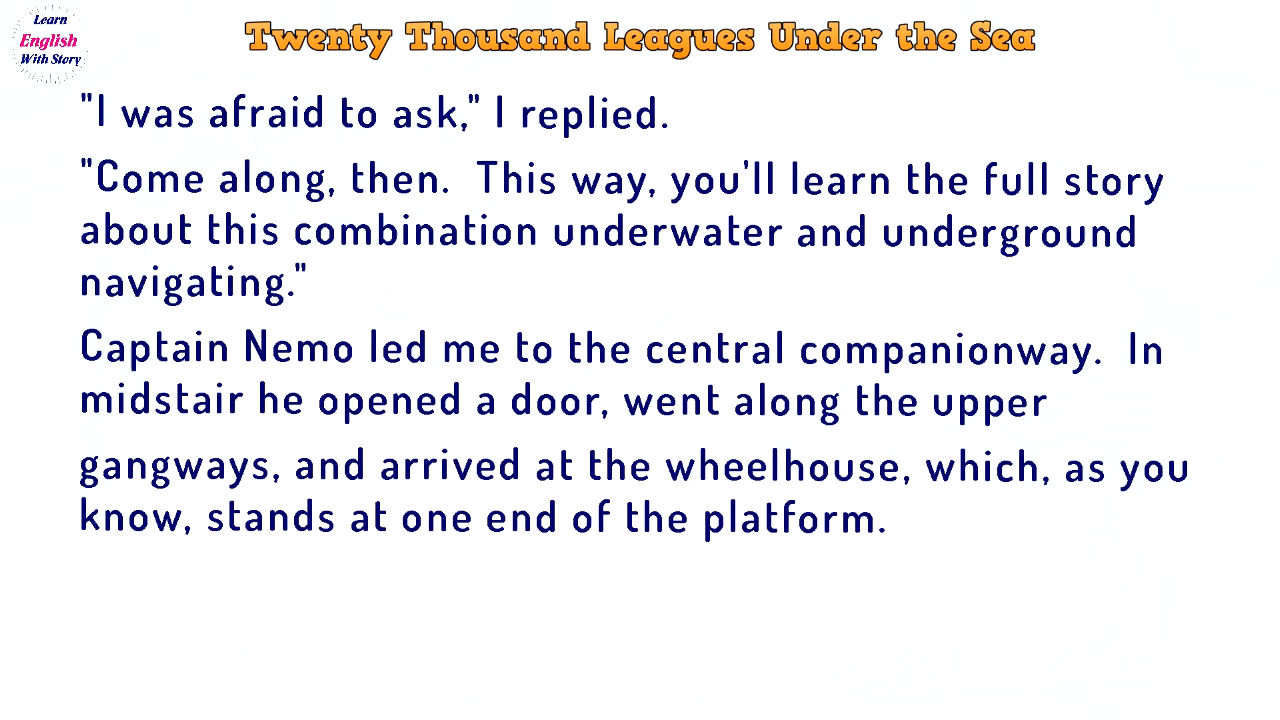 Learn
English
With Story
Twenty Thousand Leagues Under the Sea
"I was afraid to ask," I replied.
"Come along, then.  This way, you'll learn the full story
about this combination underwater and underground
navigating."
Captain Nemo led me to the central companionway.  In
midstair he opened a door, went along the upper
gangways, and arrived at the wheelhouse, which, as you
know, stands at one end of the platform.